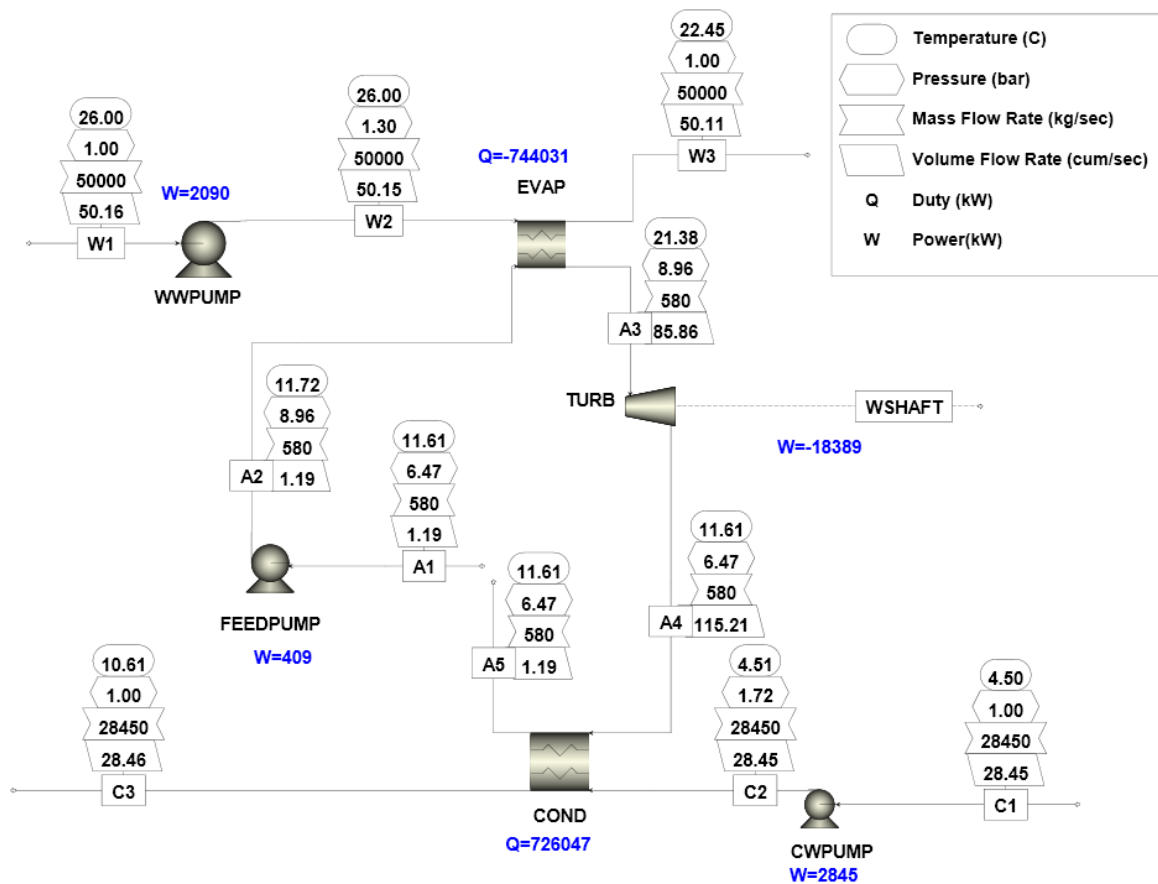 Temperature (C)
Pressure (bar)
Mass Flow Rate (kg/sec)
Volume Flow Rate (cum/sec)
Q Duty (kW)
W Power(kW)
26.00
1.00
50000
50.16
W1
W=2090
WWPUMP
26.00
1.30
50000
50.15
W2
Q=-744031
EVAP
22.45
1.00
50000
50.11
W3
21.38
8.96
580
85.86
A3
TURB
WSHAFT
W=-18389
11.72
8.96
580
1.19
A2
11.61
6.47
580
1.19
A1
FEEDPUMP
W=409
11.61
6.47
580
1.19
A5
11.61
6.47
580
115.21
A4
10.61
1.00
28450
28.46
C3
COND
Q=726047
4.51
1.72
28450
28.45
C2
4.50
1.00
28450
28.45
C1
CWPUMP
W=2845